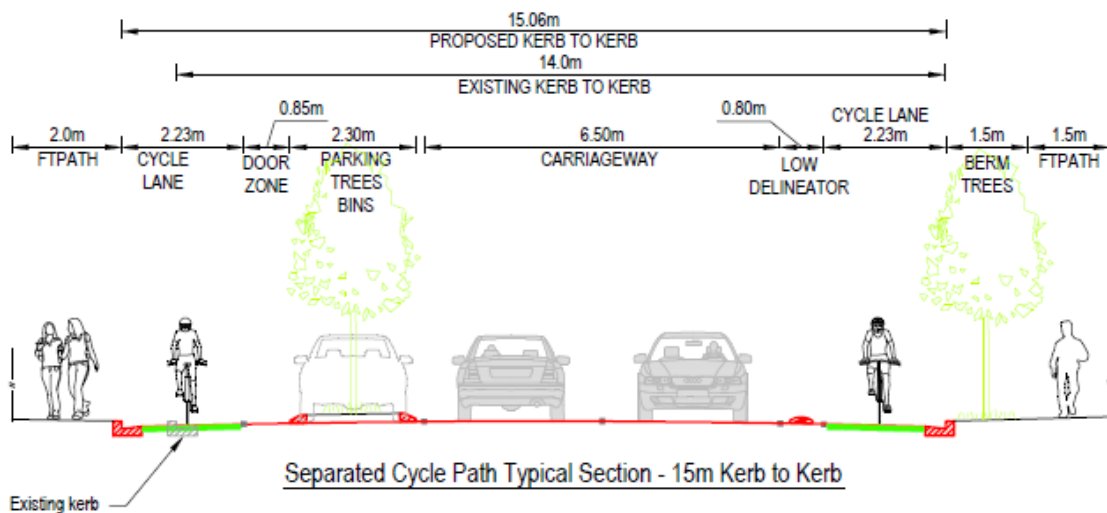 15.06m
PROPOSED KERB TO KERB
14.0m
EXISTING KERB TO KERB
0.85m
0.80m
CYCLE LANE
2.0m
2.23m
2.30m
6.50m
2.23m
1.5m
1.5m
FTPATH
CYCLE
LANE
DOOR
ZONE
PARKING
TREES
BINS
CARRIAGEWAY
LOW
DELINEATOR
BERM
TREES
FTPATH
Separated Cycle Path Typical Section - 15m Kerb to Kerb
Existing kerb